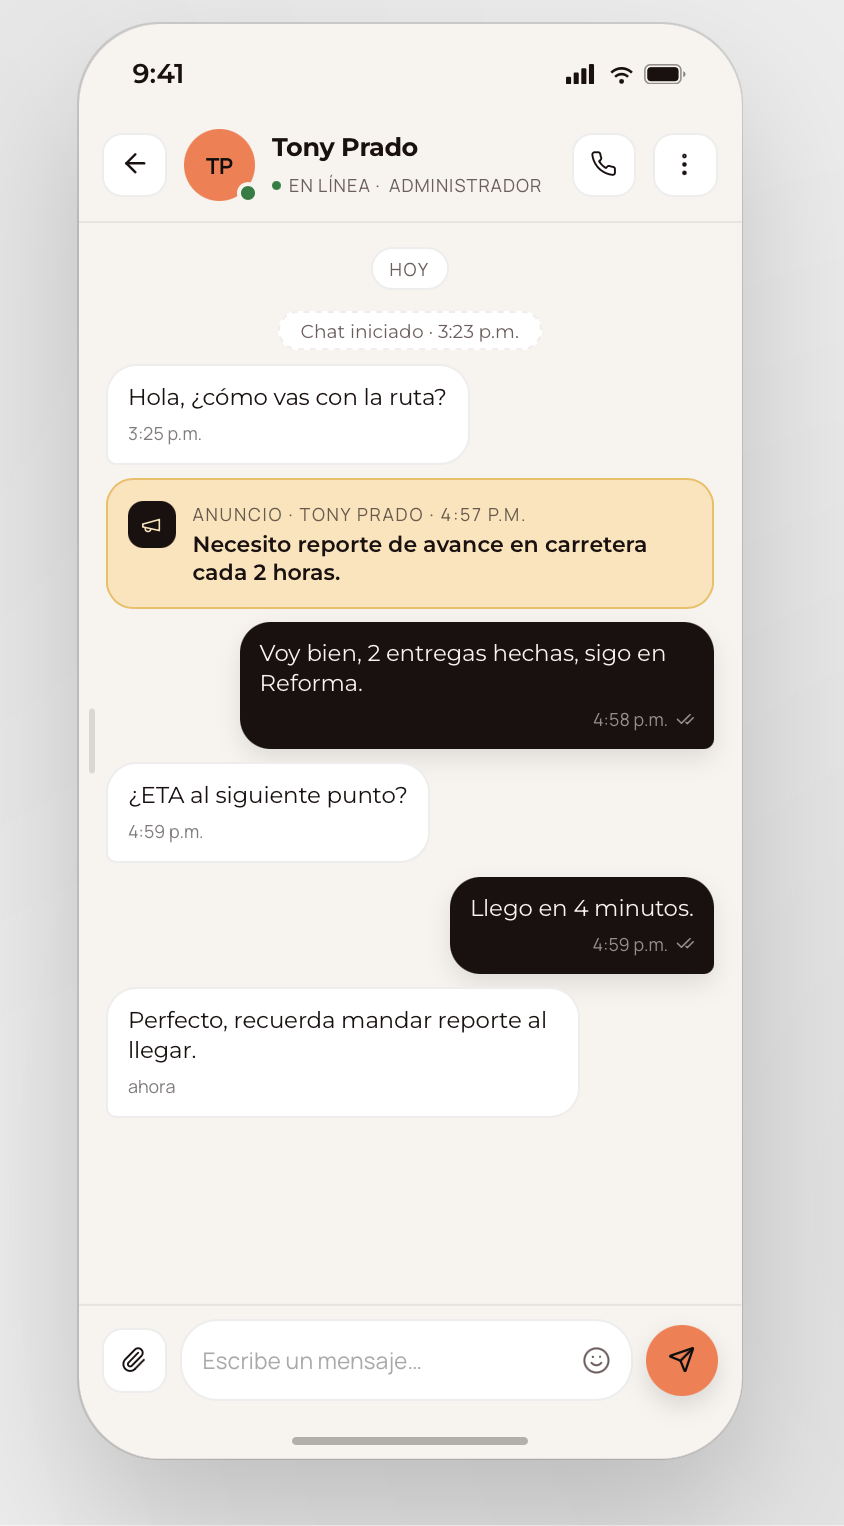 9:41
TP
Tony Prado
EN LÍNEA · ADMINISTRADOR
HOY
Chat iniciado · 3:23 p.m.
Hola, ¿cómo vas con la ruta?
3:25 p.m.
ANUNCIO · TONY PRADO · 4:57 P.M.
Necesito reporte de avance en carretera
cada 2 horas.
Voy bien, 2 entregas hechas, sigo en
Reforma.
4:58 p.m.
¿ETA al siguiente punto?
4:59 p.m.
Llego en 4 minutos.
4:59 p.m.
Perfecto, recuerda mandar reporte al
llegar.
ahora
Escribe un mensaje...